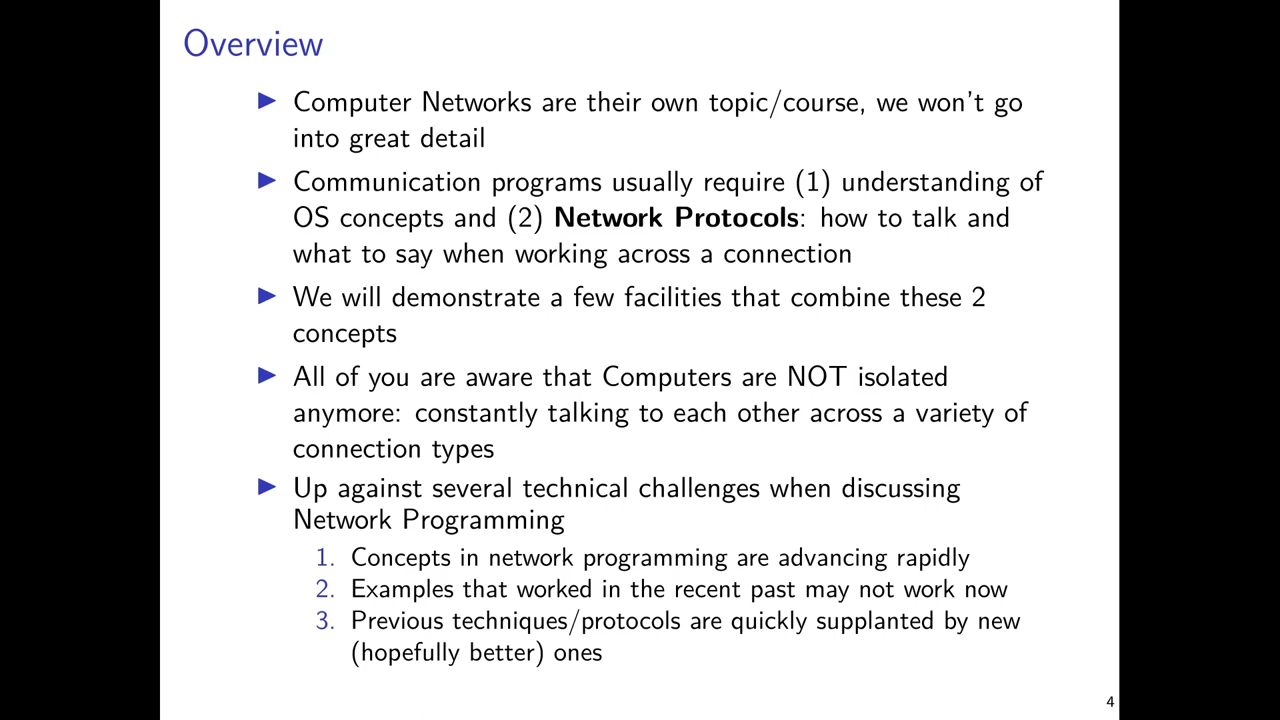 Overview
▶ Computer Networks are their own topic/course, we won't go
into great detail
▶ Communication programs usually require (1) understanding of
OS concepts and (2) Network Protocols: how to talk and
what to say when working across a connection
▶ We will demonstrate a few facilities that combine these 2
concepts
▶ All of you are aware that Computers are NOT isolated
anymore: constantly talking to each other across a variety of
connection types
▶ Up against several technical challenges when discussing
Network Programming
1. Concepts in network programming are advancing rapidly
2. Examples that worked in the recent past may not work now
3. Previous techniques/protocols are quickly supplanted by new
(hopefully better) ones
4